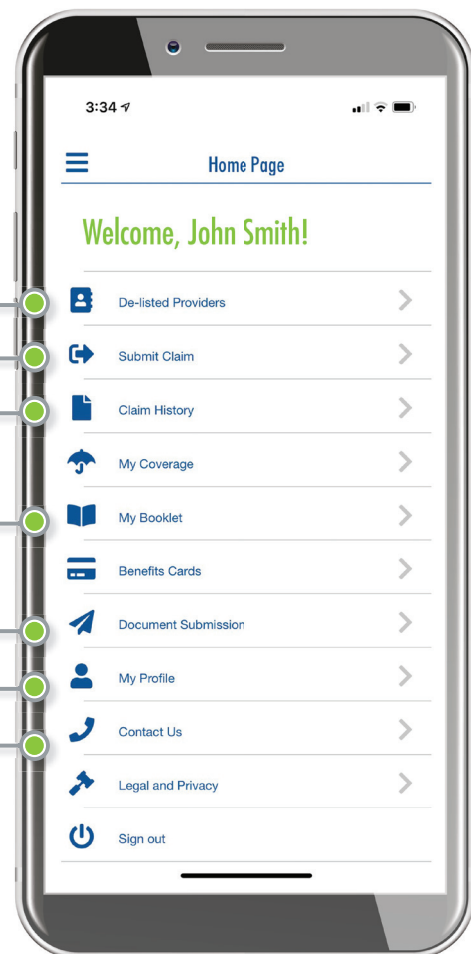 3:34
Home Page
Welcome, John Smith!
De-listed Providers
Submit Claim
Claim History
My Coverage
My Booklet
Benefits Cards
Document Submission
My Profile
Contact Us
Legal and Privacy
Sign out